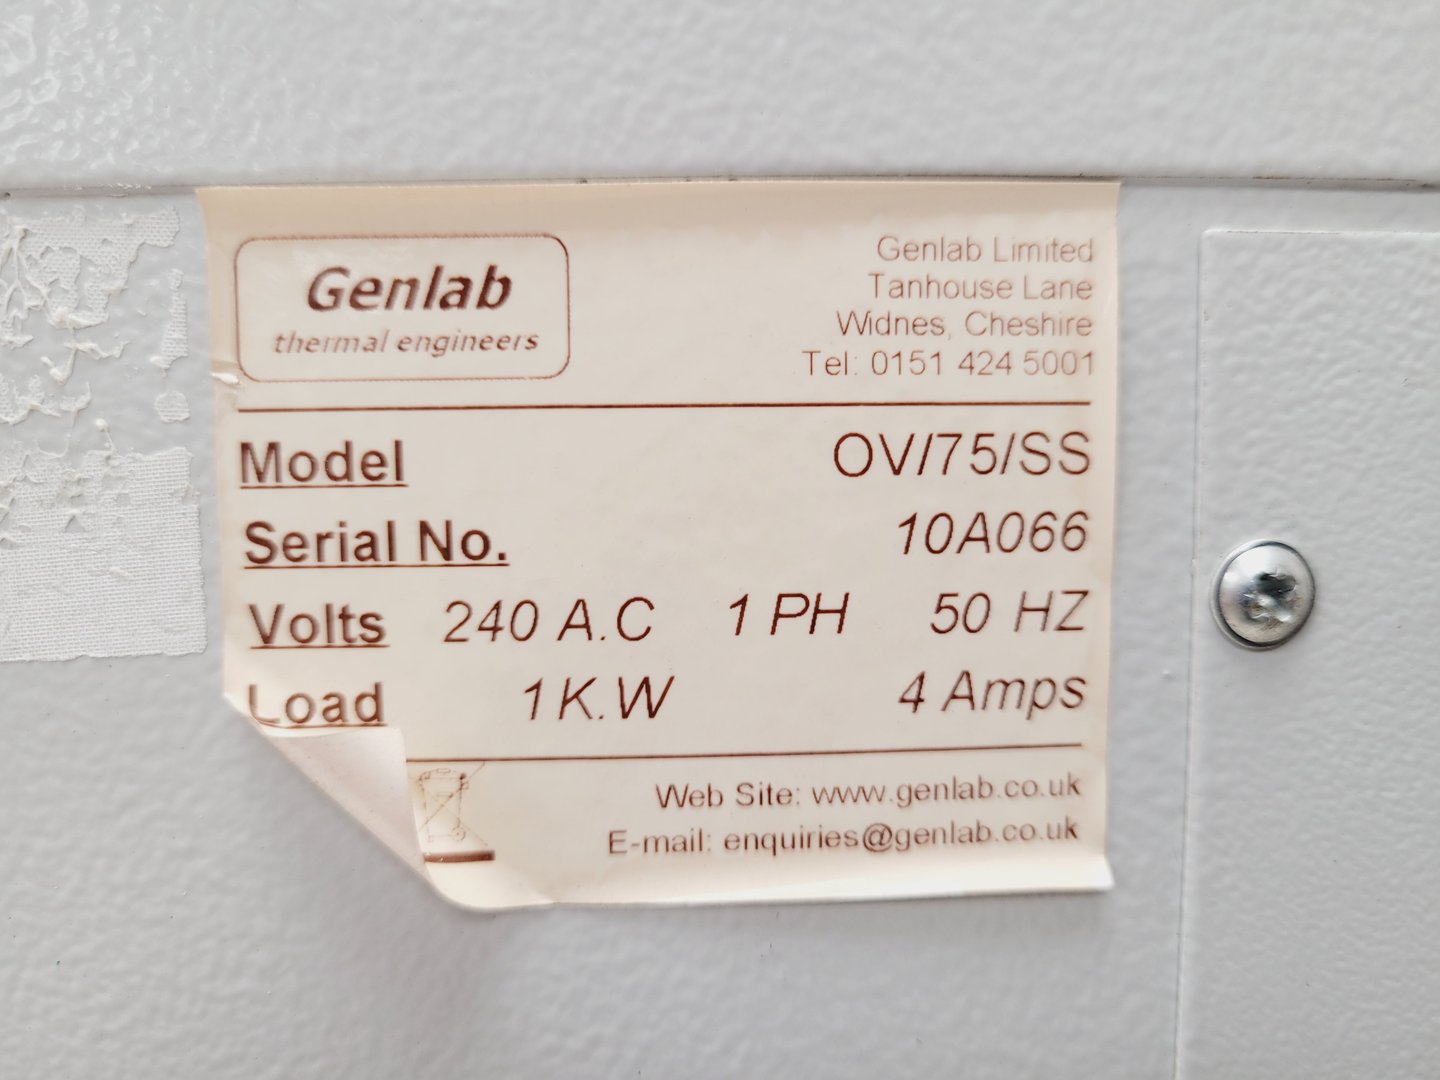 Genlab
thermal engineers
Genlab Limited
Tanhouse Lane
Widnes, Cheshire
Tel: 0151 424 5001
Model OV/75/SS
Serial No. 10A066
Volts 240 A.C 1 PH 50 HZ
Load 1 K.W 4 Amps
Web Site: www.genlab.co.uk
E-mail: enquiries@genlab.co.uk